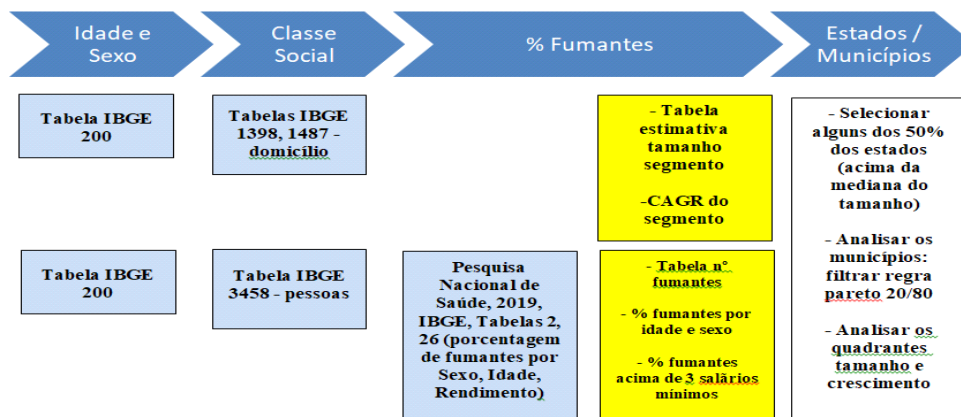 Idade e
Sexo
Classe
Social
% Fumantes
Estados /
Municípios
Tabela IBGE
200
Tabelas IBGE
1398, 1487 -
domicílio
- Tabela
estimativa
tamanho
segmento
-CAGR do
segmento
- Selecionar
alguns dos 50%
dos estados
(acima da
mediana do
tamanho)
- Analisar os
municípios:
filtrar regra
pareto 20/80
- Analisar os
quadrantes
tamanho e
crescimento
Tabela IBGE
200
Tabela IBGE
3458 - pessoas
Pesquisa
Nacional de
Saúde, 2019,
IBGE, Tabelas 2,
26 (porcentagem
de fumantes por
Sexo, Idade,
Rendimento)
- Tabela nº
fumantes
- % fumantes por
idade e sexo
- % fumantes
acima de 3 salãrios
mínimos